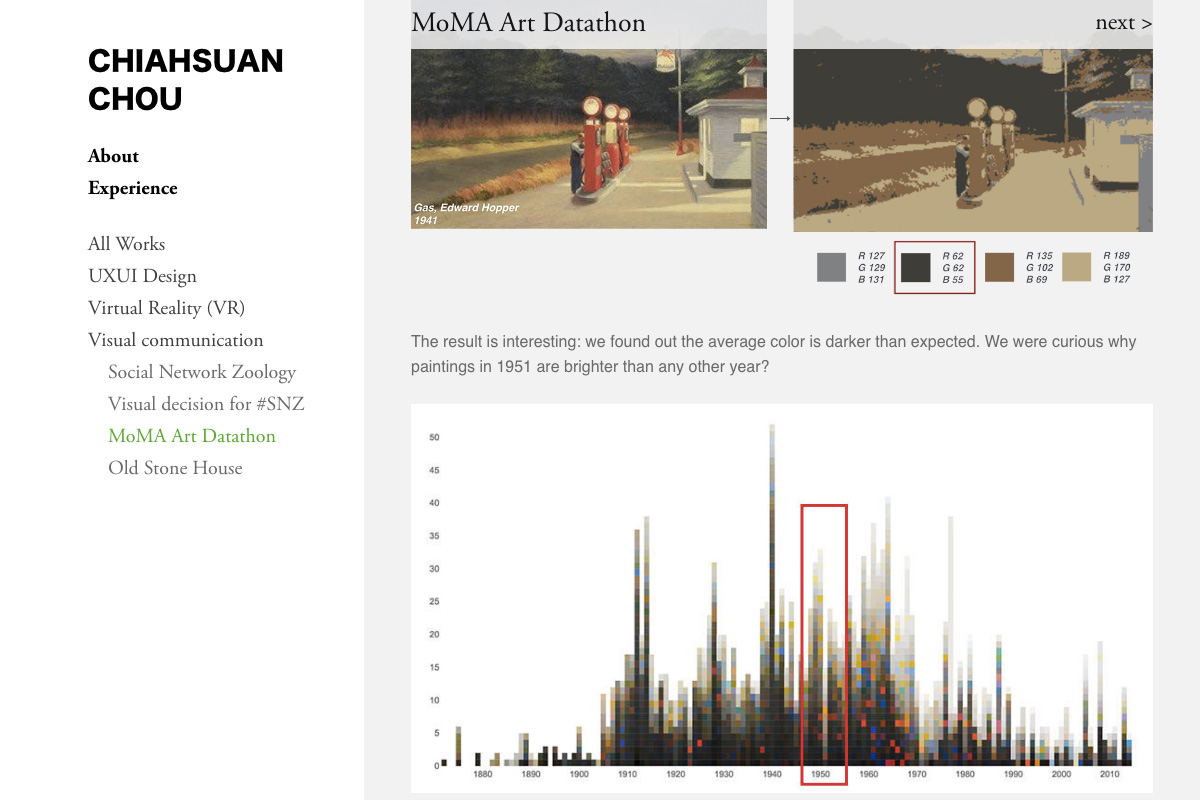 CHIAHSUAN
CHOU
About
Experience
All Works
UXUI Design
Virtual Reality (VR)
Visual communication
Social Network Zoology
Visual decision for #SNZ
MoMA Art Datathon
Old Stone House
MoMA Art Datathon
next >
Gas, Edward Hopper
1941
R 127
G 129
B 131
R 62
G 62
B 55
R 135
G 102
B 69
R 189
G 170
B 127
The result is interesting: we found out the average color is darker than expected. We were curious why
paintings in 1951 are brighter than any other year?
50
45
40
35
30
25
20
15
10
5
0
1880 1890 1900 1910 1920 1930 1940 1950 1960 1970 1980 1990 2000 2010